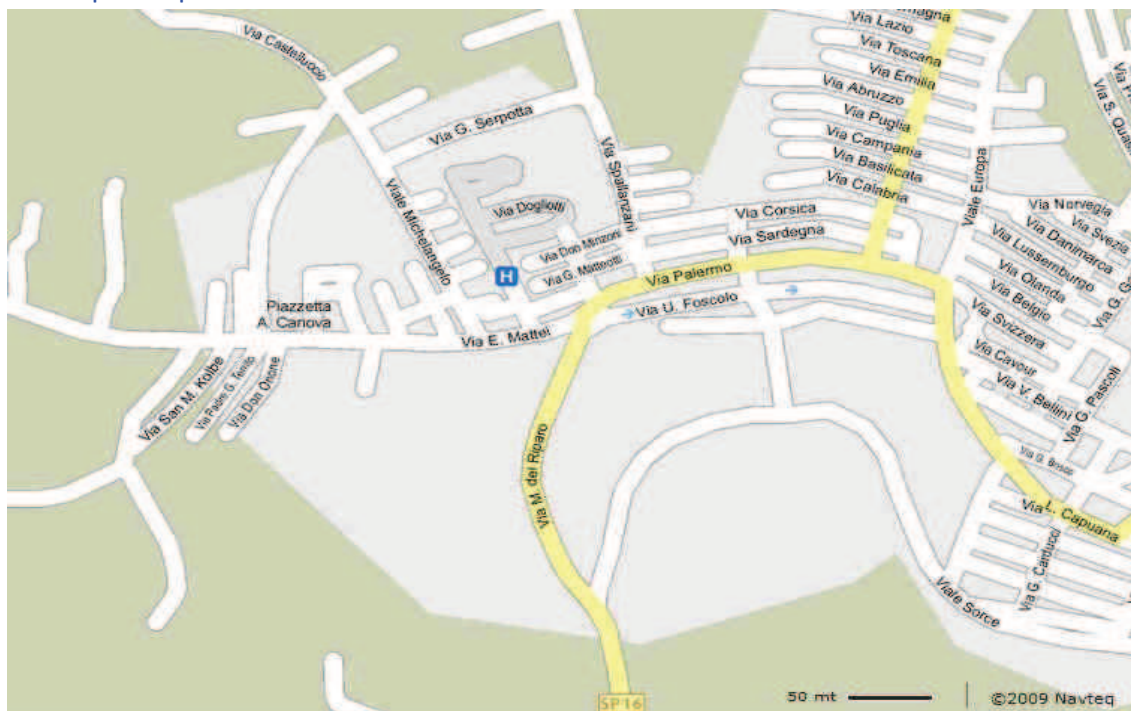 Via Lazio
Via Toscana
Via Emilia
Via Castelluccio
Via Abruzzo
Via Puglia
Via G. Serpotta
Via Campania
Via Basilicata
Via Calabria
Via Spallanzani
Viale Europa
Viale Michelangelo
Via Dogliotti
Via Corsica
Via Norvegia
Via Svezia
Via Danimarca
Via Sardegna
Via Don Minzoni
Via Lussemburgo
Via G. Matteotti
Via Palermo
H
Via Olanda
Via Belgio
Via U. Foscolo
Piazzetta
A. Canova
Via E. Mattei
Via Svizzera
Via Cavour
Via V. Bellini
Via G. Pascoli
Via San M. Kolbe
Via Don Onone
Via M. del Riparo
Via L. Capuana
Via G. Carducci
Viale Sorce
SP16
50 mt
©2009 Navteq